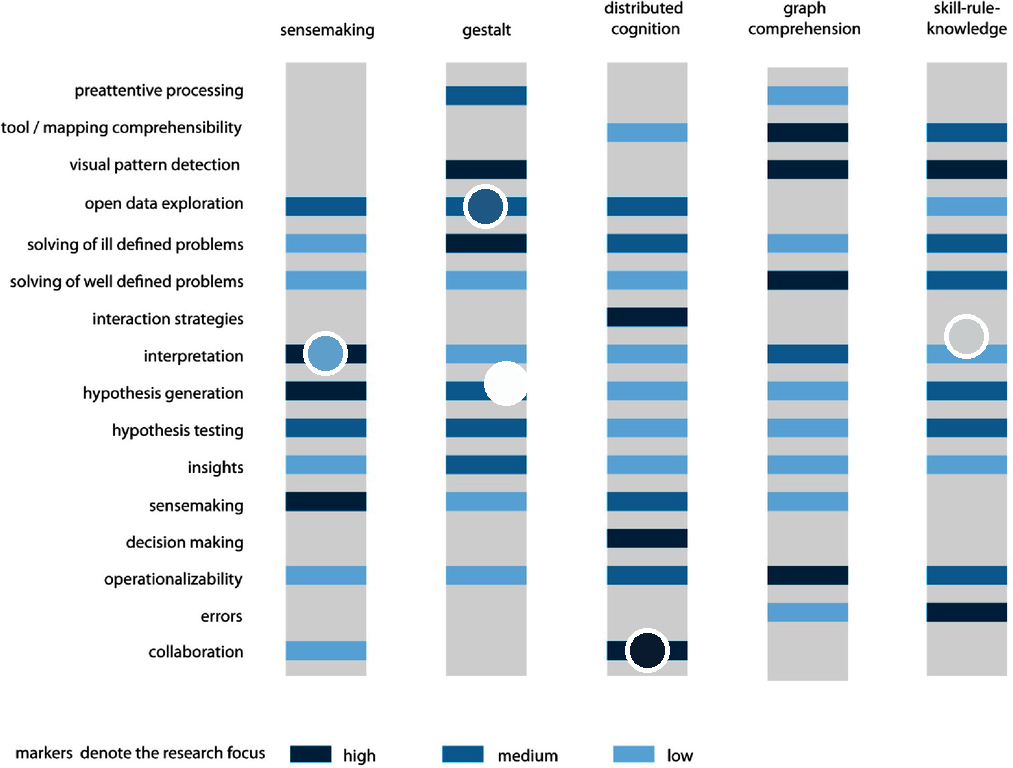 sensemaking
gestalt
distributed
cognition
graph
comprehension
skill-rule-
knowledge
preattentive processing
tool / mapping comprehensibility
visual pattern detection
open data exploration
solving of ill defined problems
solving of well defined problems
interaction strategies
interpretation
hypothesis generation
hypothesis testing
insights
sensemaking
decision making
operationalizability
errors
collaboration
markers denote the research focus
high
medium
low